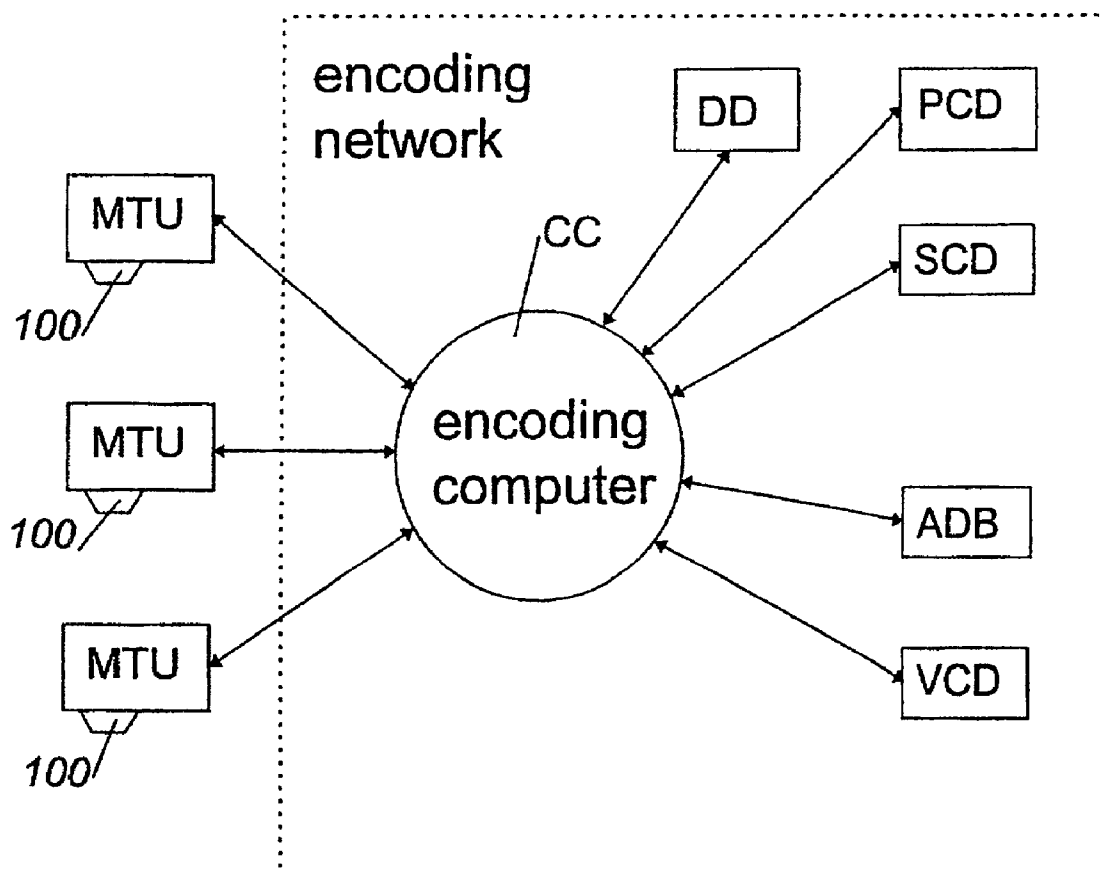 encoding
network
DD
PCD
MTU
CC
SCD
100
encoding
computer
MTU
100
ADB
MTU
VCD
100